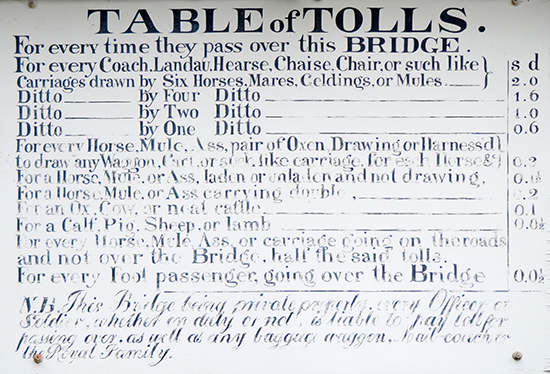 TABLE of TOLLS.
For every time they pass over this BRIDGE.
For every Coach, Landau, Hearse, Chaise, Chair, or such like } s d
Carriages drawn by Six Horses, Mares, Geldings, or Mules 2.0
Ditto by Four Ditto 1.6
Ditto by Two Ditto 1.0
Ditto by One Ditto 0.6
For every Horse, Mule, Ass, pair of Oxen, Drawing or Harness'd }
to draw any Waggon, Cart, or such like carriage, for each Horse &c 0.2
For a Horse, Mule, or Ass, laden or unladen and not drawing,
For a Horse, Mule, or Ass carrying double, 0.2
For an Ox, Cow, or neat cattle 0.1
For a Calf, Pig, Sheep, or lamb 0.0½
For every Horse, Mule, Ass, or carriage going on the roads
and not over the Bridge, half the said tolls.
For every Foot passenger, going over the Bridge 0.0½
N.B. This Bridge being private property, every Officer or
Soldier, whether on duty or not, is liable to pay toll for
passing over, as well as any baggage waggon, Mail-coach or
the Royal Family.